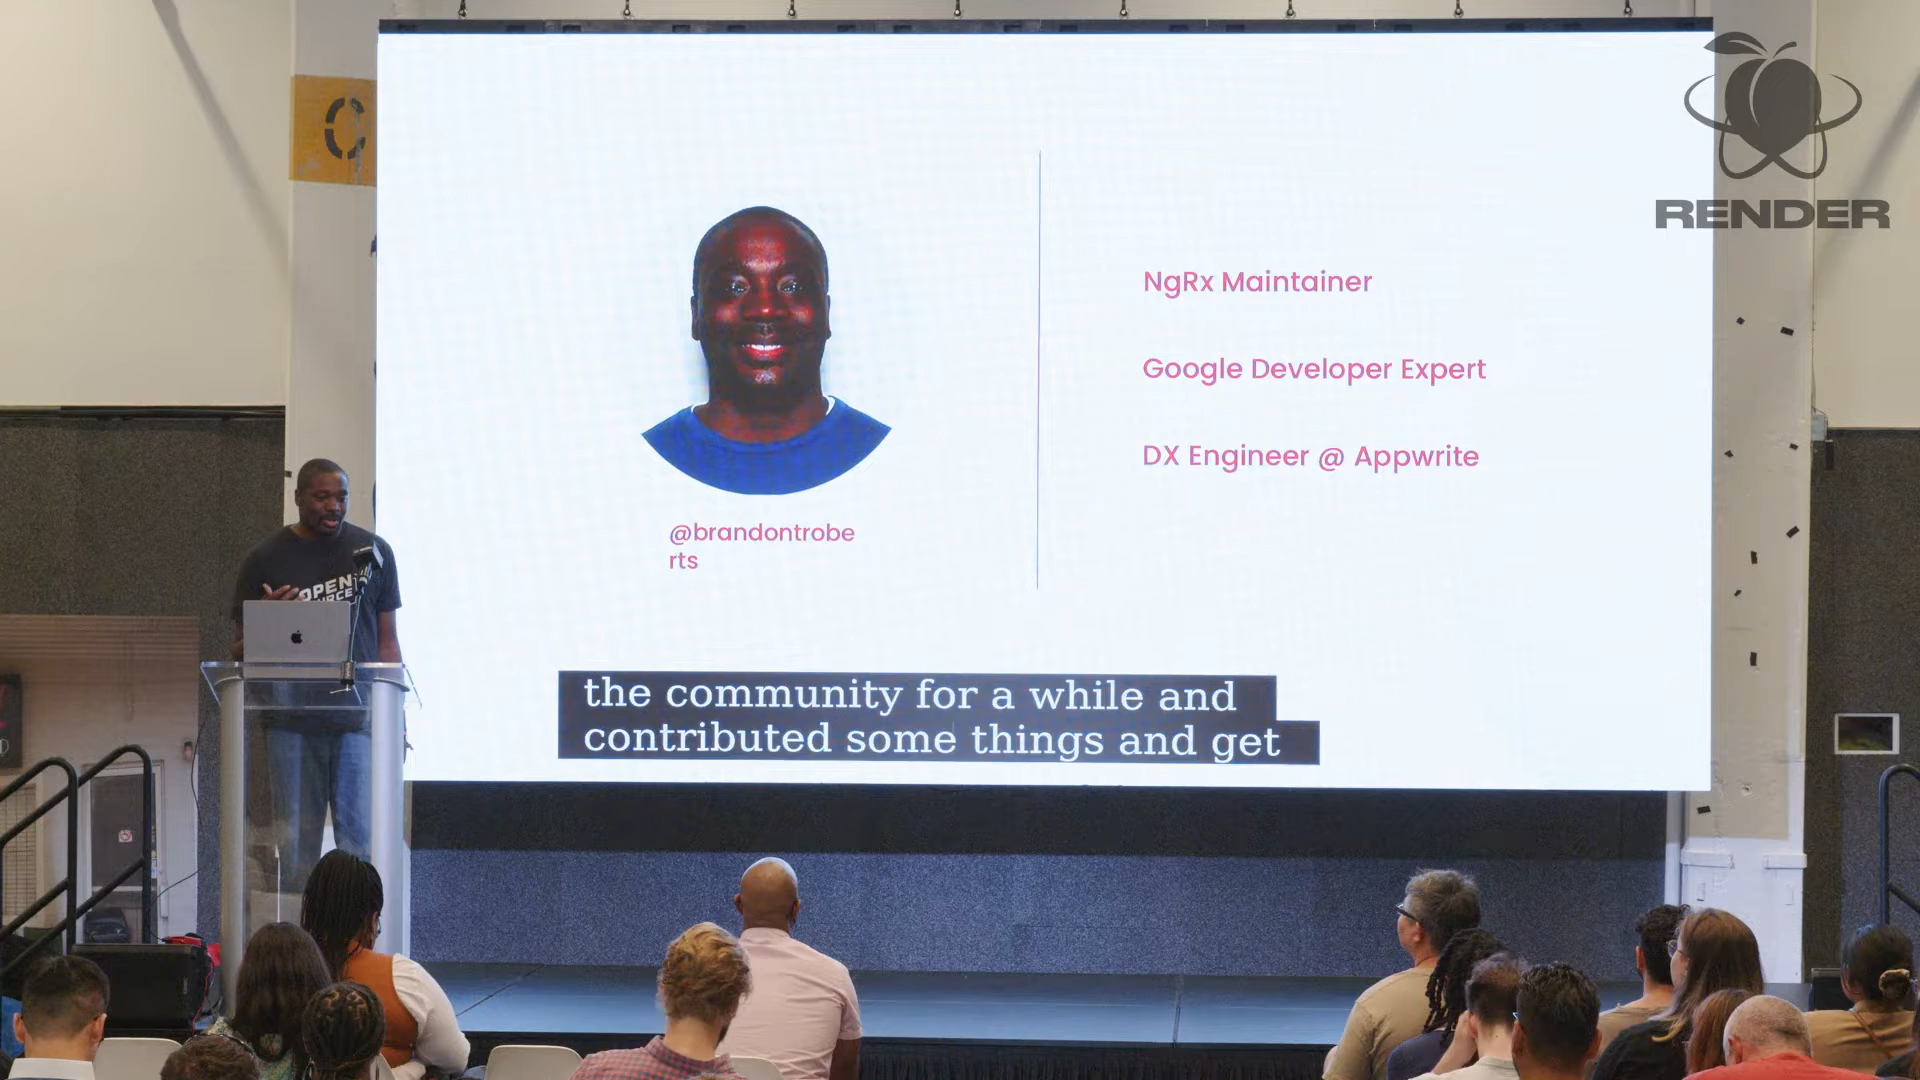 RENDER
NgRx Maintainer
Google Developer Expert
DX Engineer @ Appwrite
@brandontrobe
rts
OPEN
the community for a while and
contributed some things and get